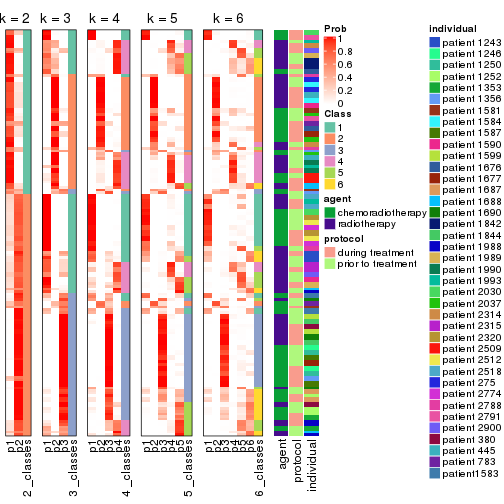 k = 2 k = 3 k = 4 k = 5 k = 6
p1 p2 2_classes
p1 p2 p3 3_classes
p1 p2 p3 p4 4_classes
p1 p2 p3 p4 p5 5_classes
p1 p2 p3 p4 p5 p6 6_classes
agent protocol individual
Prob
1
0.8
0.6
0.4
0.2
0
Class
1
2
3
4
5
6
agent
chemoradiotherapy
radiotherapy
protocol
during treatment
prior to treatment
individual
patient 1243
patient 1246
patient 1250
patient 1252
patient 1353
patient 1356
patient 1581
patient 1584
patient 1587
patient 1590
patient 1599
patient 1676
patient 1677
patient 1687
patient 1688
patient 1690
patient 1842
patient 1844
patient 1988
patient 1989
patient 1990
patient 1993
patient 2030
patient 2037
patient 2314
patient 2315
patient 2320
patient 2509
patient 2512
patient 2518
patient 275
patient 2774
patient 2788
patient 2791
patient 2900
patient 380
patient 445
patient 783
patient1583